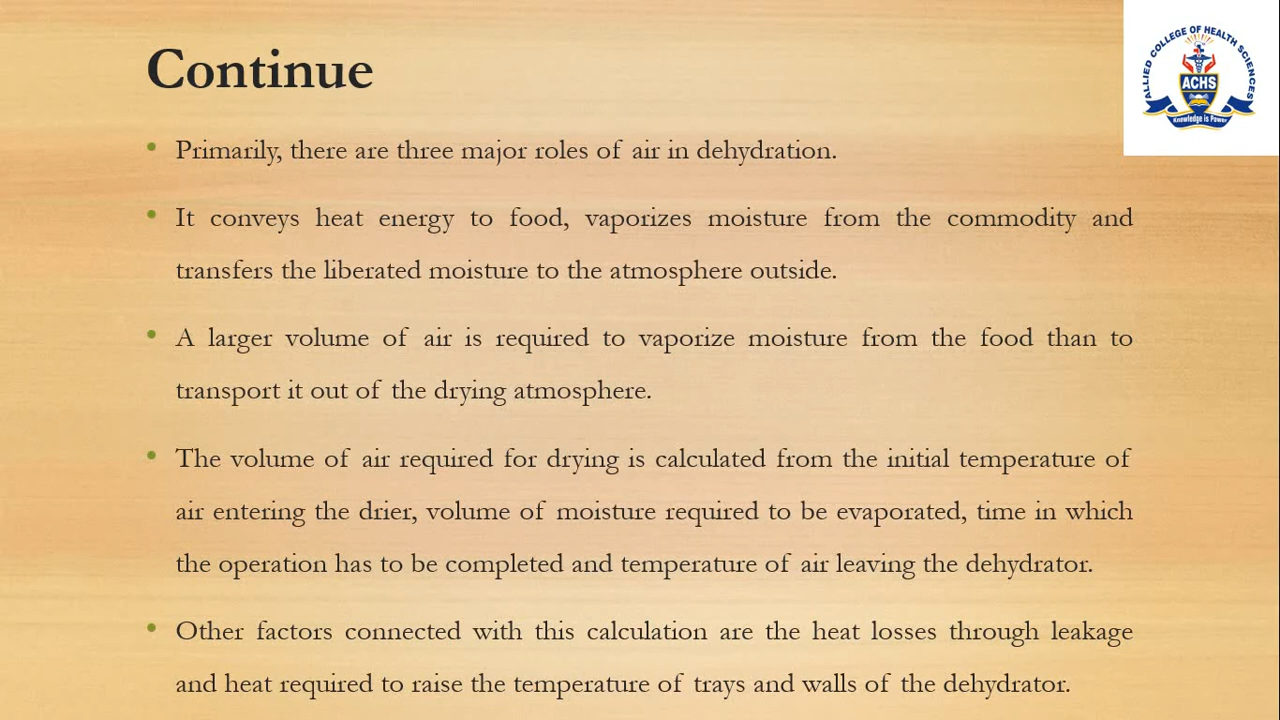 Continue
ALLIED COLLEGE OF HEALTH SCIENCES
ACHS
Knowledge is Power
• Primarily, there are three major roles of air in dehydration.
• It conveys heat energy to food, vaporizes moisture from the commodity and
transfers the liberated moisture to the atmosphere outside.
• A larger volume of air is required to vaporize moisture from the food than to
transport it out of the drying atmosphere.
• The volume of air required for drying is calculated from the initial temperature of
air entering the drier, volume of moisture required to be evaporated, time in which
the operation has to be completed and temperature of air leaving the dehydrator.
• Other factors connected with this calculation are the heat losses through leakage
and heat required to raise the temperature of trays and walls of the dehydrator.